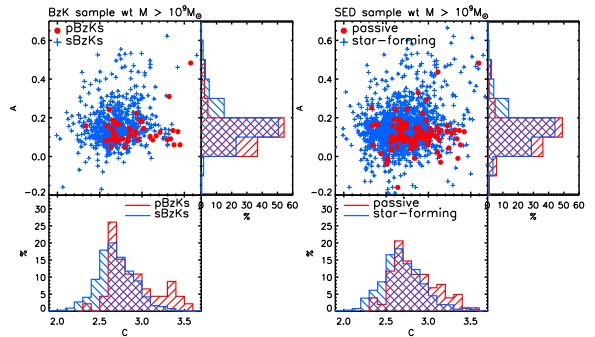 BzK sample wt M > 10⁹M⊙
SED sample wt M > 10⁹M⊙
pBzKs
sBzKs
passive
star-forming
0.6
0.4
0.2
0.0
-0.2
A
0.6
0.4
0.2
0.0
-0.2
A
0 10 20 30 40 50 60
%
0 10 20 30 40 50 60
%
pBzKs
sBzKs
passive
star-forming
30
25
20
15
10
5
0
%
30
25
20
15
10
5
0
%
2.0 2.5 3.0 3.5
C
2.0 2.5 3.0 3.5
C